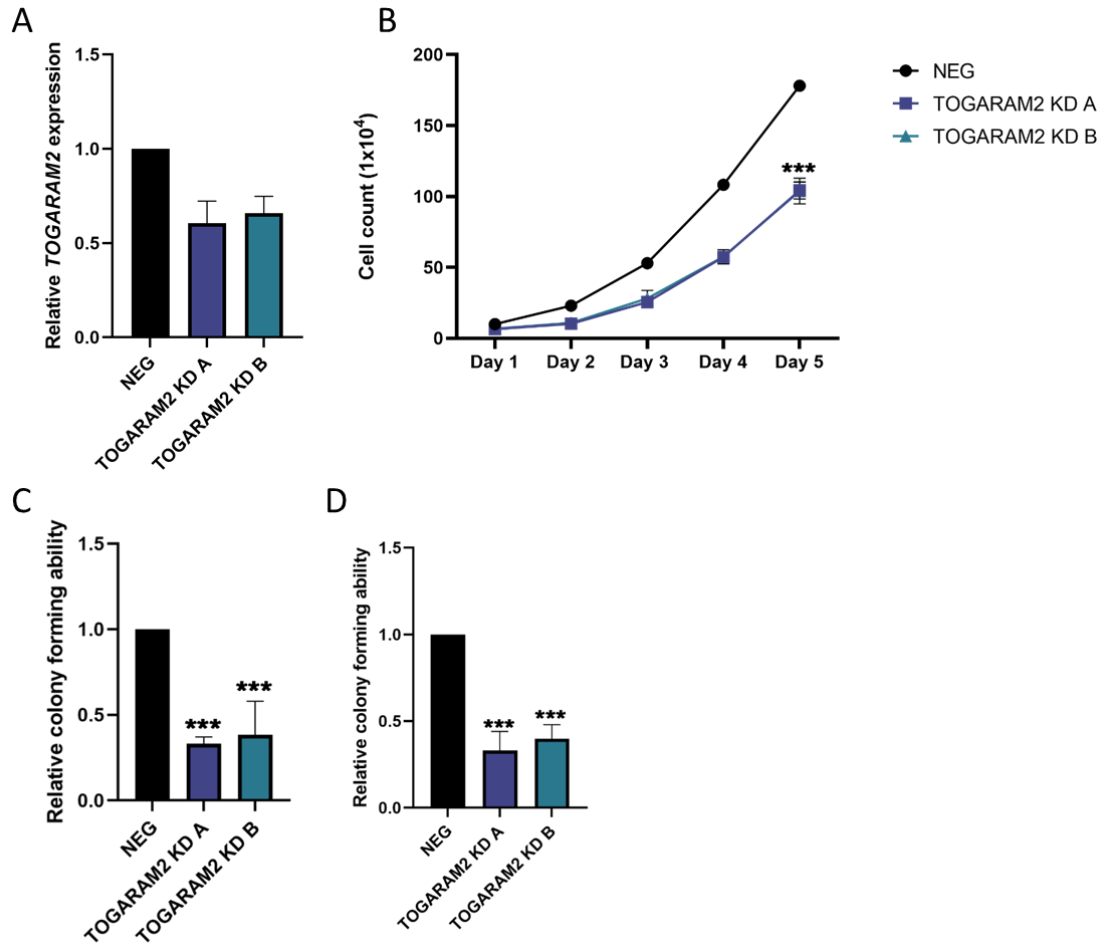 A
Relative TOGARAM2 expression
1.5
1.0
0.5
0.0
NEG
TOGARAM2 KD A
TOGARAM2 KD B
B
Cell count (1x10⁴)
200
150
100
50
0
***
Day 1 Day 2 Day 3 Day 4 Day 5
NEG
TOGARAM2 KD A
TOGARAM2 KD B
C
Relative colony forming ability
1.5
1.0
0.5
0.0
***
***
NEG
TOGARAM2 KD A
TOGARAM2 KD B
D
Relative colony forming ability
1.5
1.0
0.5
0.0
***
***
NEG
TOGARAM2 KD A
TOGARAM2 KD B